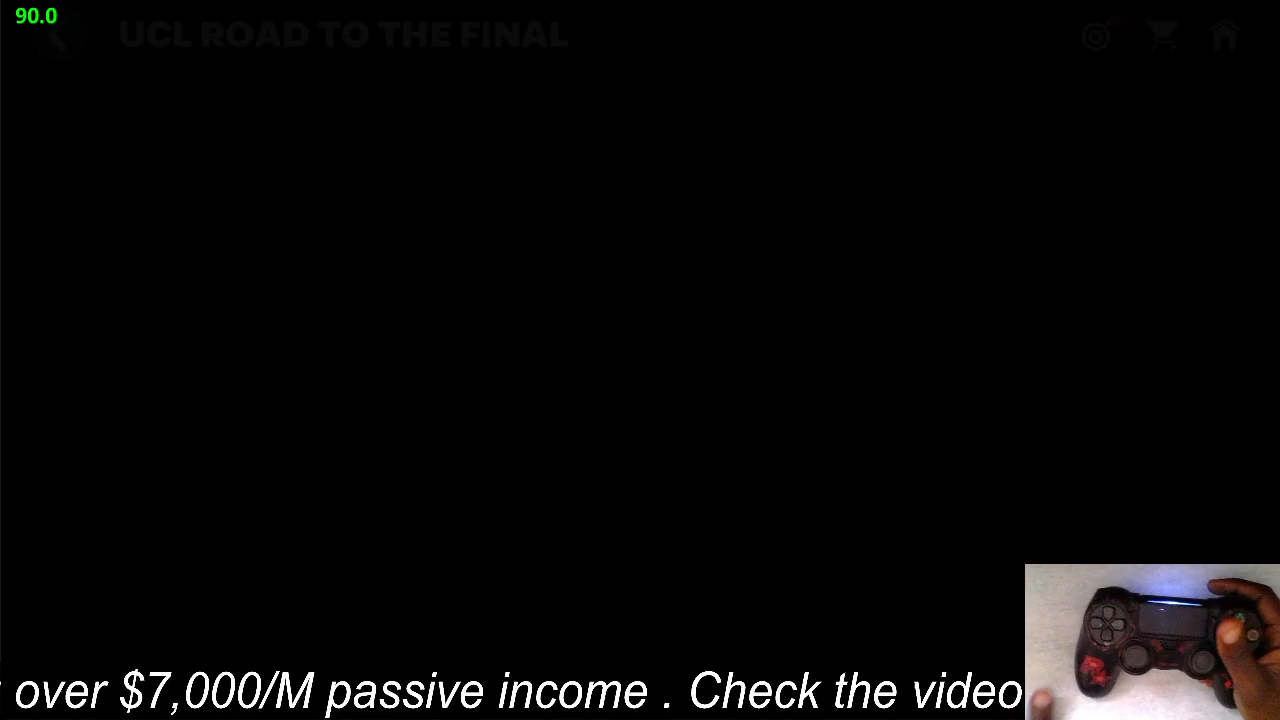 90.0
UCL ROAD TO THE FINAL
over $7,000/M passive income . Check the video